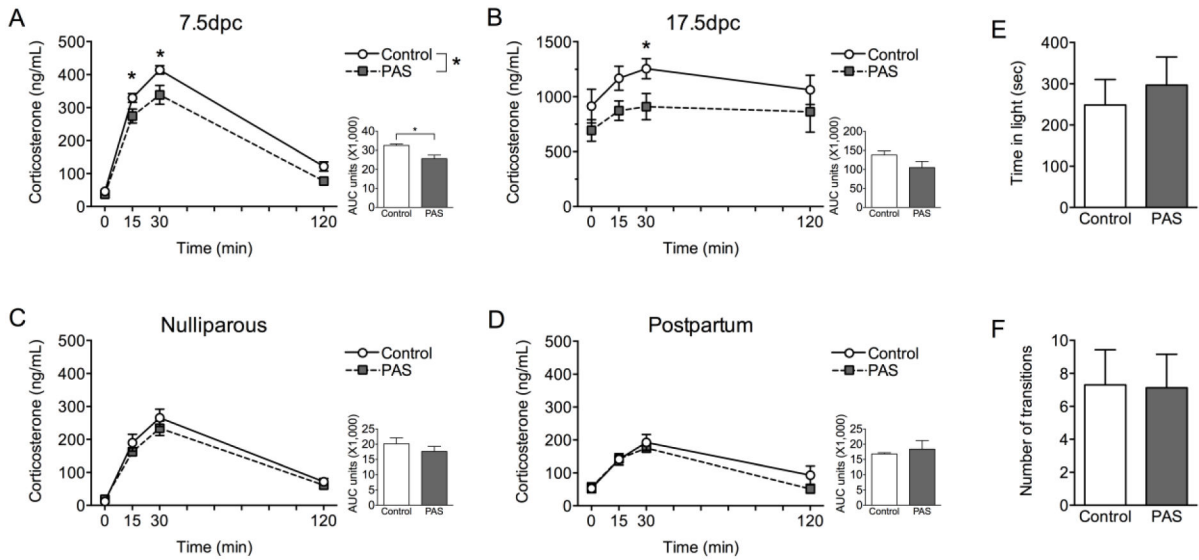 A
7.5dpc
Corticosterone (ng/mL)
500
400
300
200
100
0
* *
0 15 30 120
Time (min)
Control
PAS
*
AUC units (X1,000)
40
30
20
10
0
*
Control PAS
B
17.5dpc
Corticosterone (ng/mL)
1500
1250
1000
750
500
250
0
*
0 15 30 120
Time (min)
Control
PAS
AUC units (X1,000)
200
150
100
50
0
Control PAS
E
Time in light (sec)
400
300
200
100
0
Control PAS
C
Nulliparous
Corticosterone (ng/mL)
500
400
300
200
100
0
0 15 30 120
Time (min)
Control
PAS
AUC units (X1,000)
25
20
15
10
5
0
Control PAS
D
Postpartum
Corticosterone (ng/mL)
500
400
300
200
100
0
0 15 30 120
Time (min)
Control
PAS
AUC units (X1,000)
25
20
15
10
5
0
Control PAS
F
Number of transitions
10
8
6
4
2
0
Control PAS